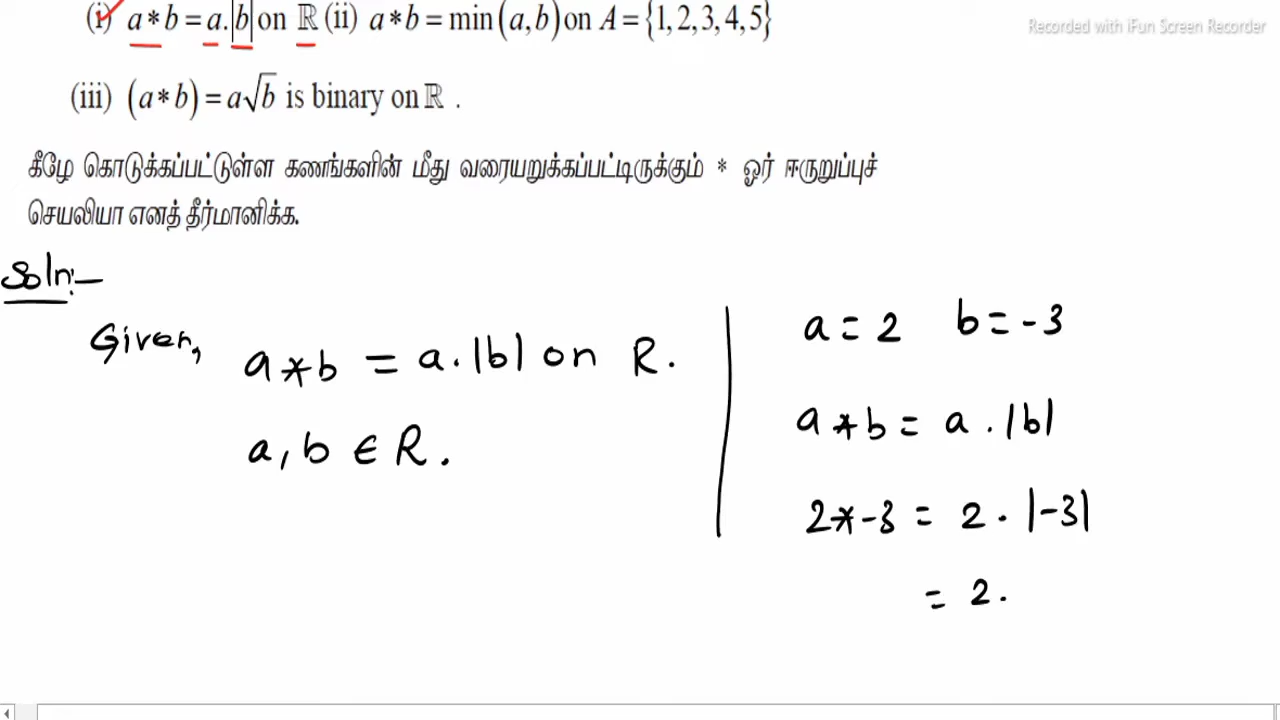 (i) a * b = a.|b| on ℝ (ii) a * b = min(a, b) on A = {1, 2, 3, 4, 5}
Recorded with iFun Screen Recorder
(iii) (a * b) = a√b is binary on ℝ .
கீழே கொடுக்கப்பட்டுள்ள கணங்களின் மீது வரையறுக்கப்பட்டிருக்கும் * ஓர் ஈருறுப்புச்
செயலியா எனத் தீர்மானிக்க.
Soln:-
Given, a * b = a.|b| on R.
a, b ∈ R.
a = 2 b = -3
a * b = a . |b|
2 * -3 = 2 . |-3|
= 2 .